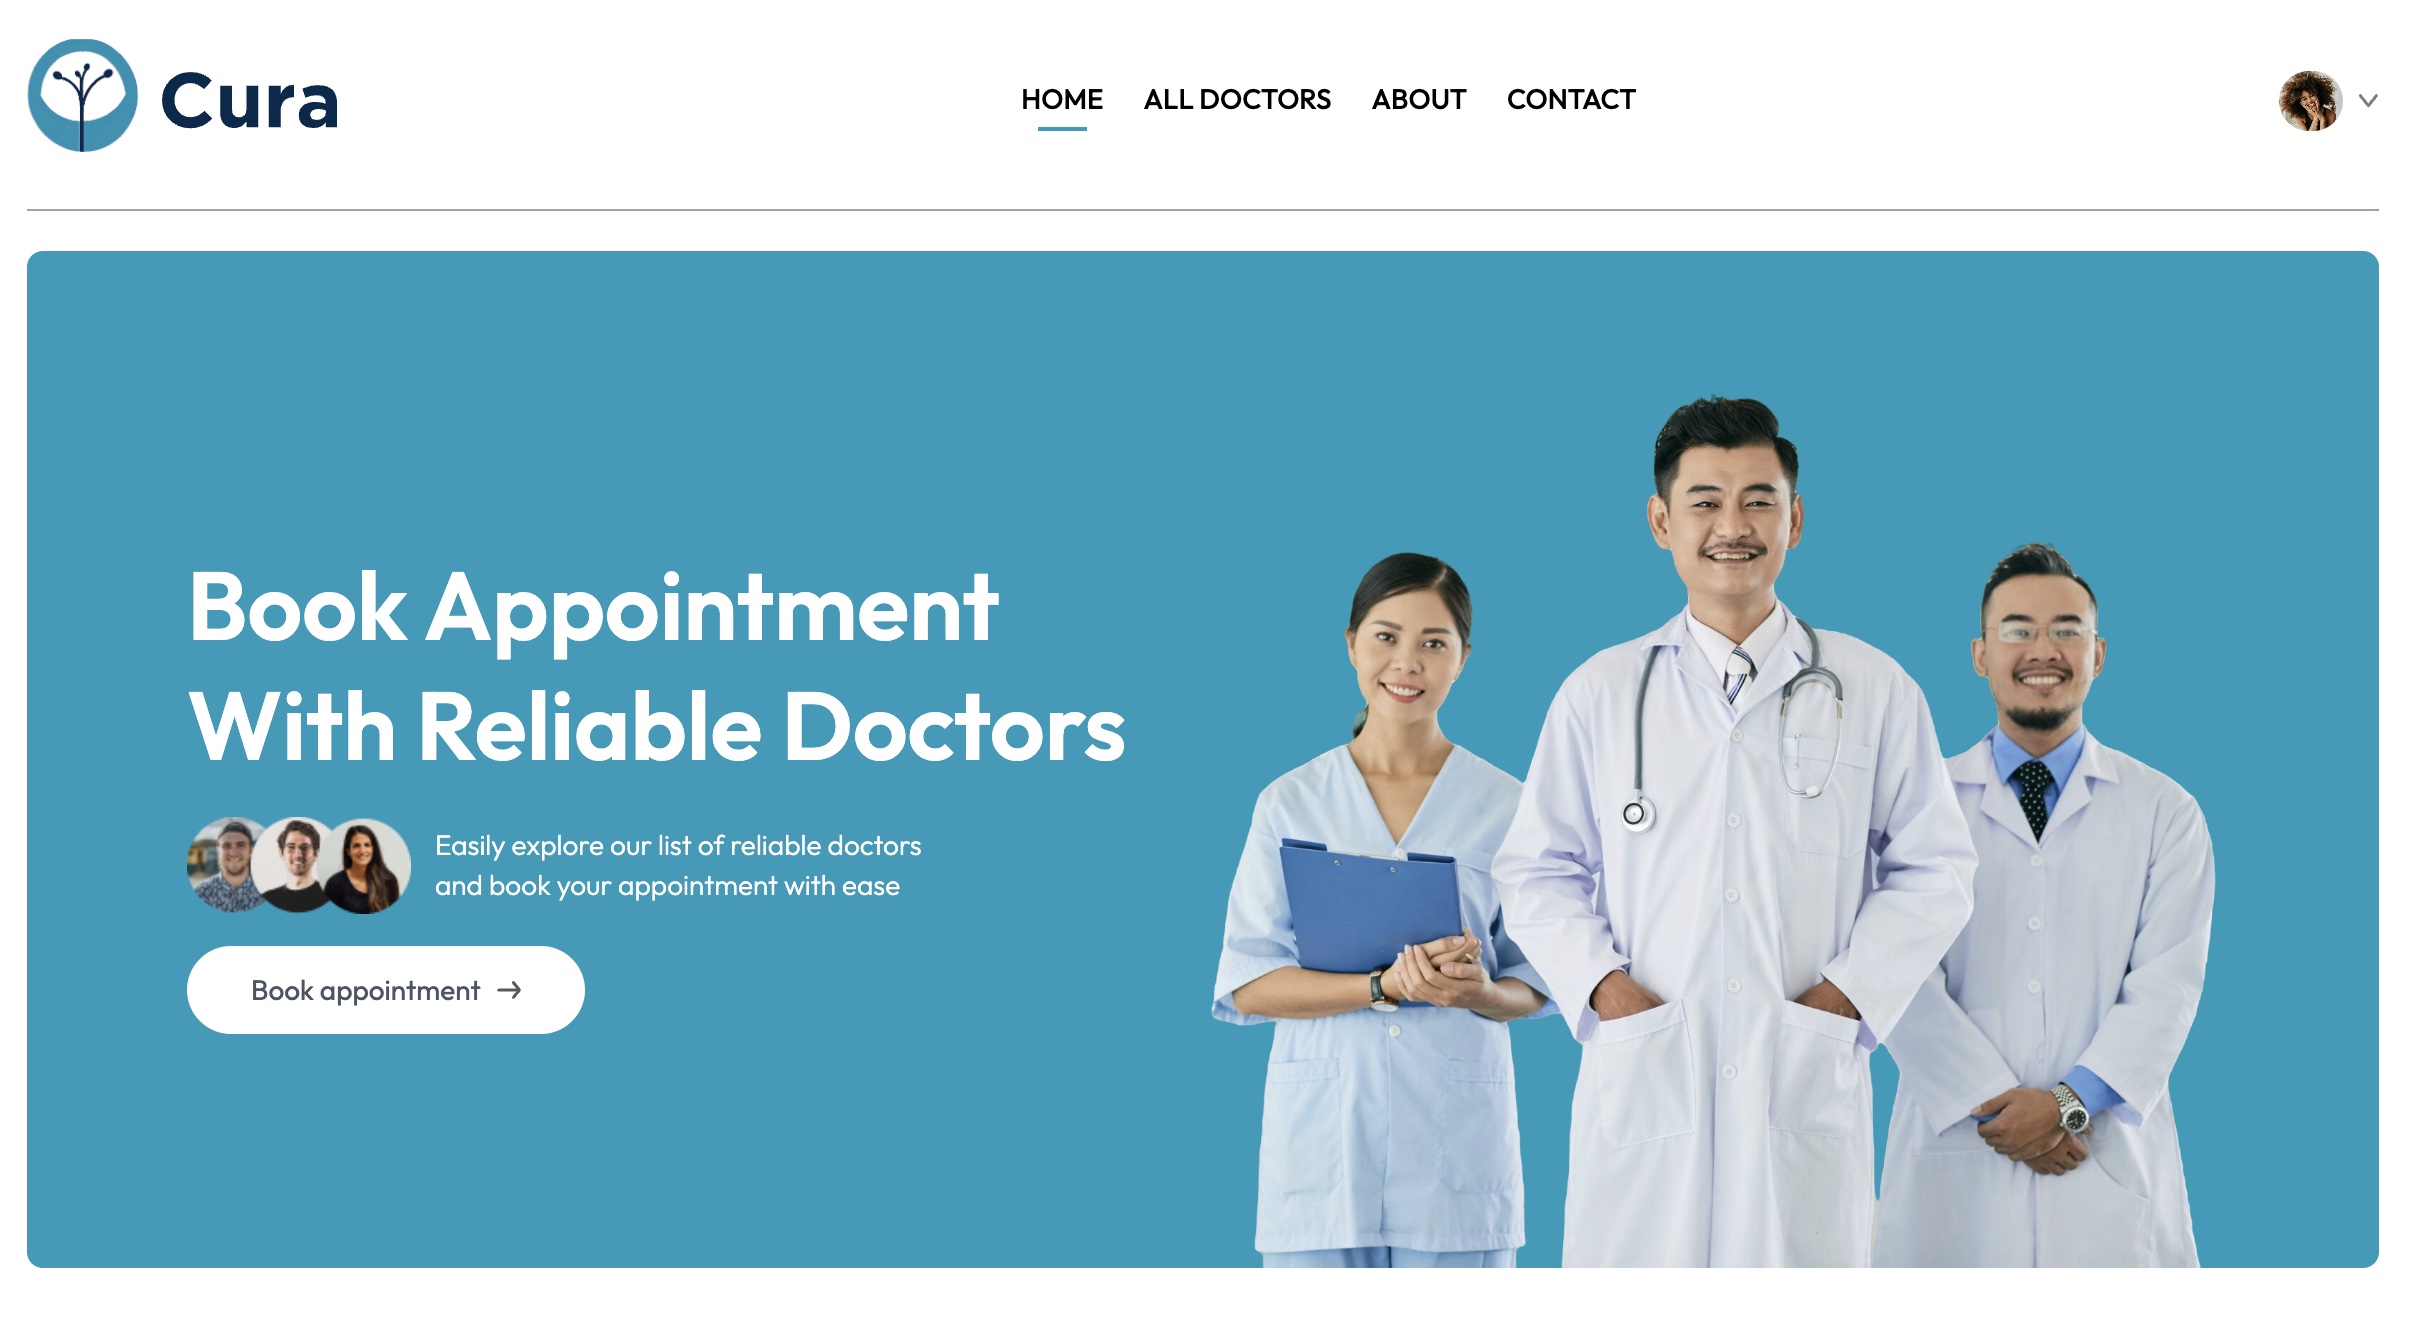 Cura
HOME
ALL DOCTORS
ABOUT
CONTACT
Book Appointment
With Reliable Doctors
Easily explore our list of reliable doctors
and book your appointment with ease
Book appointment →